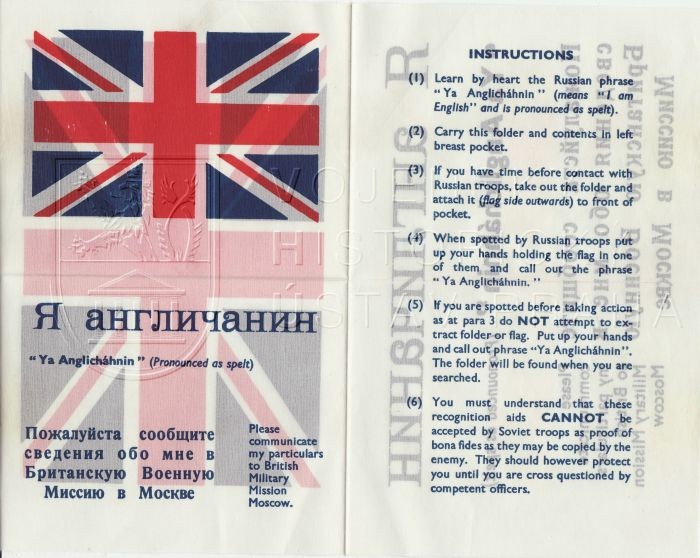 Я англичанин
"Ya Anglicháhnin" (Pronounced as spelt)
Пожалуйста сообщите
сведения обо мне в
Британскую Военную
Миссию в Москве
Please
communicate
my particulars
to British
Military
Mission
Moscow.
INSTRUCTIONS
(1) Learn by heart the Russian phrase
"Ya Anglicháhnin" (means "I am
English" and is pronounced as spelt).
(2) Carry this folder and contents in left
breast pocket.
(3) If you have time before contact with
Russian troops, take out the folder and
attach it (flag side outwards) to front of
pocket.
(4) When spotted by Russian troops put
up your hands holding the flag in one
of them and call out the phrase
"Ya Anglicháhnin."
(5) If you are spotted before taking action
as at para 3 do NOT attempt to ex-
tract folder or flag. Put up your hands
and call out phrase "Ya Anglicháhnin".
The folder will be found when you are
searched.
(6) You must understand that these
recognition aids CANNOT be
accepted by Soviet troops as proof of
bona fides as they may be copied by the
enemy. They should however protect
you until you are cross questioned by
competent officers.